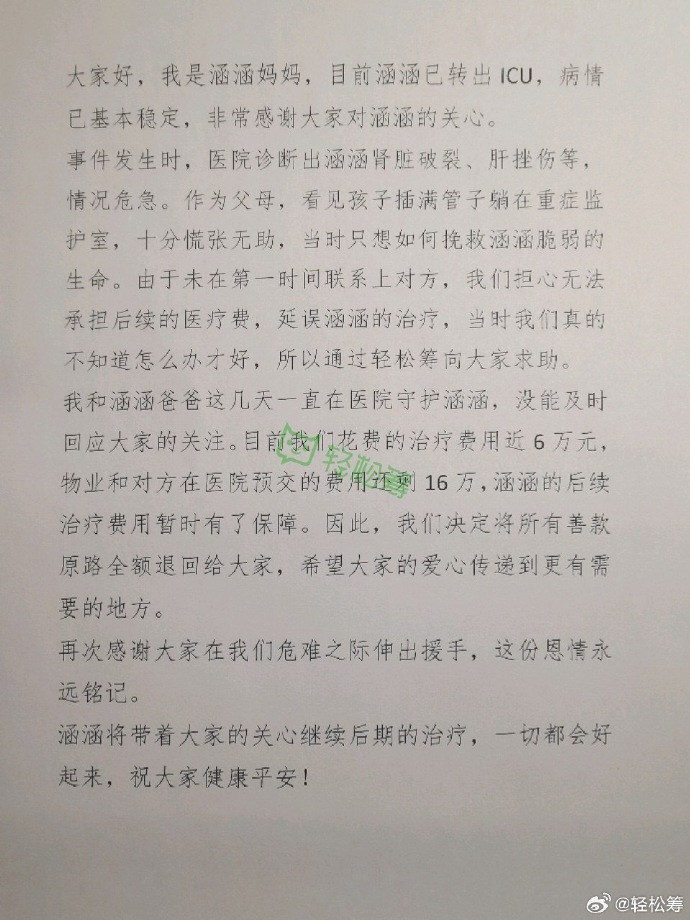 大家好，我是涵涵妈妈，目前涵涵已转出 ICU，病情
已基本稳定，非常感谢大家对涵涵的关心。
事件发生时，医院诊断出涵涵肾脏破裂、肝挫伤等，
情况危急。作为父母，看见孩子插满管子躺在重症监
护室，十分慌张无助，当时只想如何挽救涵涵脆弱的
生命。由于未在第一时间联系上对方，我们担心无法
承担后续的医疗费，延误涵涵的治疗，当时我们真的
不知道怎么办才好，所以通过轻松筹向大家求助。
我和涵涵爸爸这几天一直在医院守护涵涵，没能及时
回应大家的关注。目前我们花费的治疗费用近 6 万元，
物业和对方在医院预交的费用还剩 16 万，涵涵的后续
治疗费用暂时有了保障。因此，我们决定将所有善款
原路全额退回给大家，希望大家的爱心传递到更有需
要的地方。
再次感谢大家在我们危难之际伸出援手，这份恩情永
远铭记。
涵涵将带着大家的关心继续后期的治疗，一切都会好
起来，祝大家健康平安！
轻松筹
@轻松筹